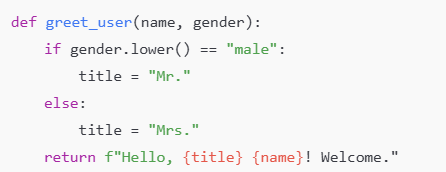 def greet_user(name, gender):
    if gender.lower() == "male":
        title = "Mr."
    else:
        title = "Mrs."
    return f"Hello, {title} {name}! Welcome."